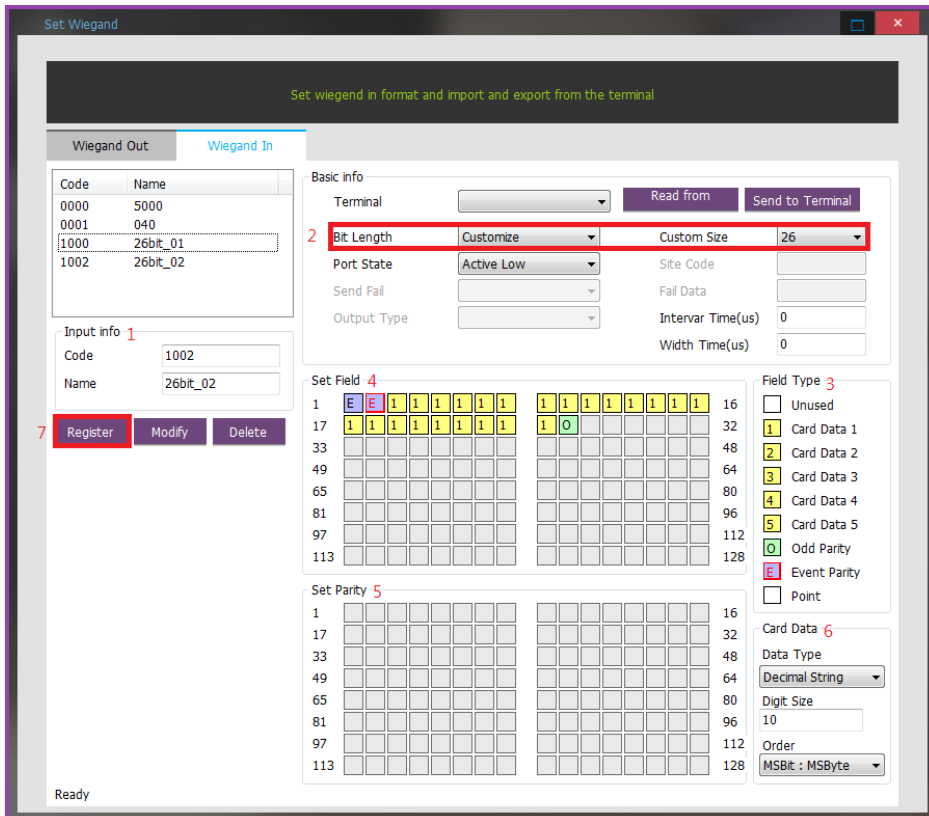 Set Wiegand
Set wiegend in format and import and export from the terminal
Wiegand Out Wiegand In
Code Name
0000 5000
0001 040
1000 26bit_01
1002 26bit_02
Input info 1
Code 1002
Name 26bit_02
7 Register Modify Delete
Basic info
Terminal Read from Send to Terminal
2 Bit Length Customize Custom Size 26
Port State Active Low Site Code
Send Fail Fail Data
Output Type Intervar Time(us) 0
Width Time(us) 0
Set Field 4
1 E E 1 1 1 1 1 1 1 1 1 1 1 1 1 1 16
17 1 1 1 1 1 1 1 1 1 O 32
33 48
49 64
65 80
81 96
97 112
113 128
Set Parity 5
1 16
17 32
33 48
49 64
65 80
81 96
97 112
113 128
Field Type 3
Unused
1 Card Data 1
2 Card Data 2
3 Card Data 3
4 Card Data 4
5 Card Data 5
O Odd Parity
E Event Parity
Point
Card Data 6
Data Type
Decimal String
Digit Size
10
Order
MSBit : MSByte
Ready